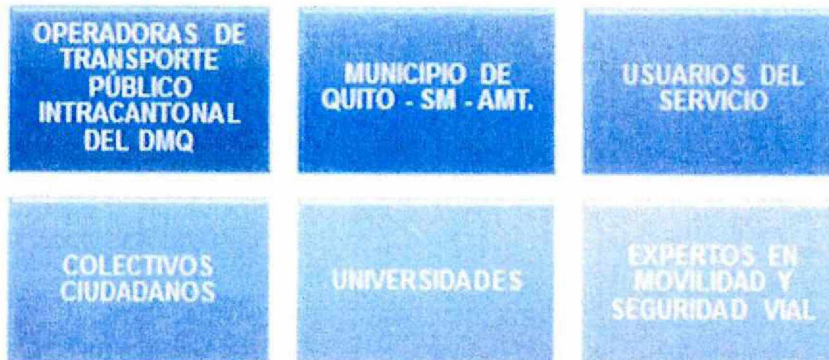 OPERADORAS DE
TRANSPORTE
PÚBLICO
INTRACANTONAL
DEL DMQ
MUNICIPIO DE
QUITO - SM - AMT.
USUARIOS DEL
SERVICIO
COLECTIVOS
CIUDADANOS
UNIVERSIDADES
EXPERTOS EN
MOVILIDAD Y
SEGURIDAD VIAL